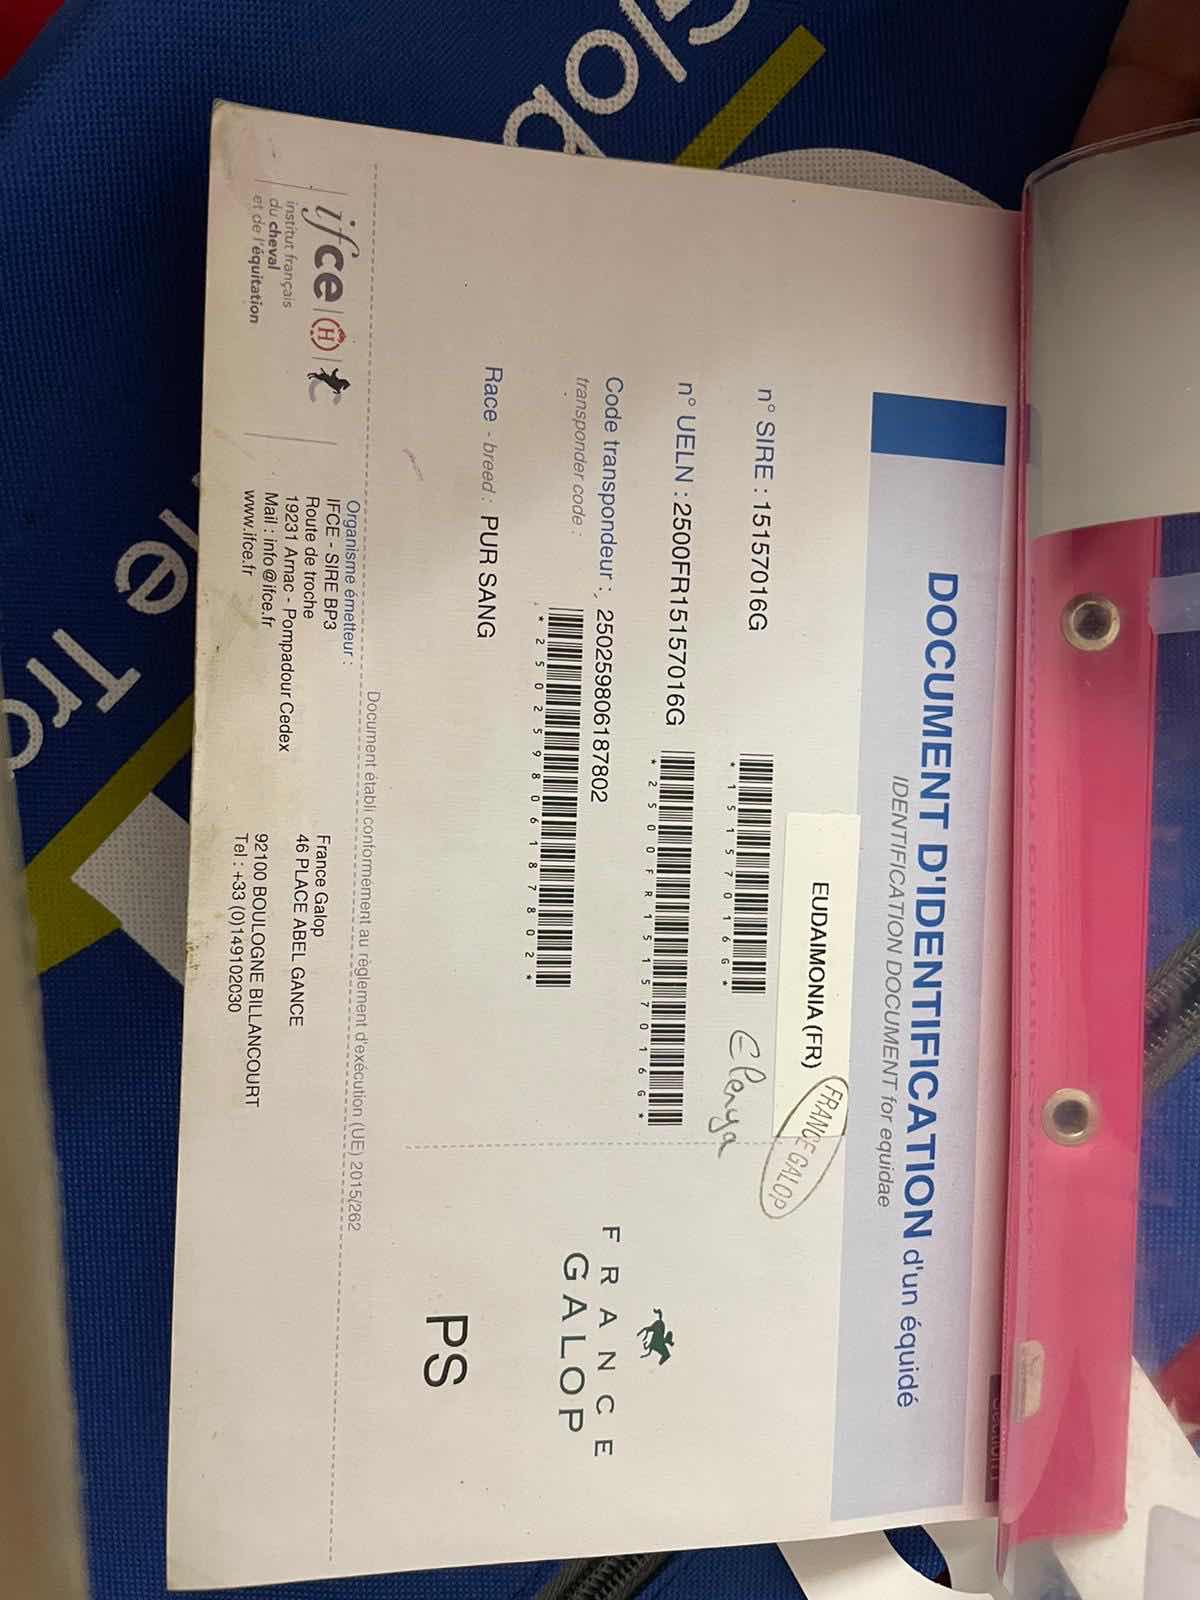 DOCUMENT D'IDENTIFICATION d'un équidé
IDENTIFICATION DOCUMENT for equidae
EUDAIMONIA (FR)
FRANCE GALOP
Elenya
n° SIRE : 15157016G
*15157016G*
n° UELN : 2500FR15157016G
*2500FR15157016G*
Code transpondeur : 250259806187802
transponder code :
*250259806187802*
Race - breed : PUR SANG
FRANCE
GALOP
PS
Document établi conformément au règlement d'exécution (UE) 2015/262
ifce
institut français
du cheval
et de l'équitation
Organisme émetteur :
IFCE - SIRE BP3
Route de troche
19231 Arnac - Pompadour Cedex
Mail : info@ifce.fr
www.ifce.fr
France Galop
46 PLACE ABEL GANCE
92100 BOULOGNE BILLANCOURT
Tel : +33 (0)149102030